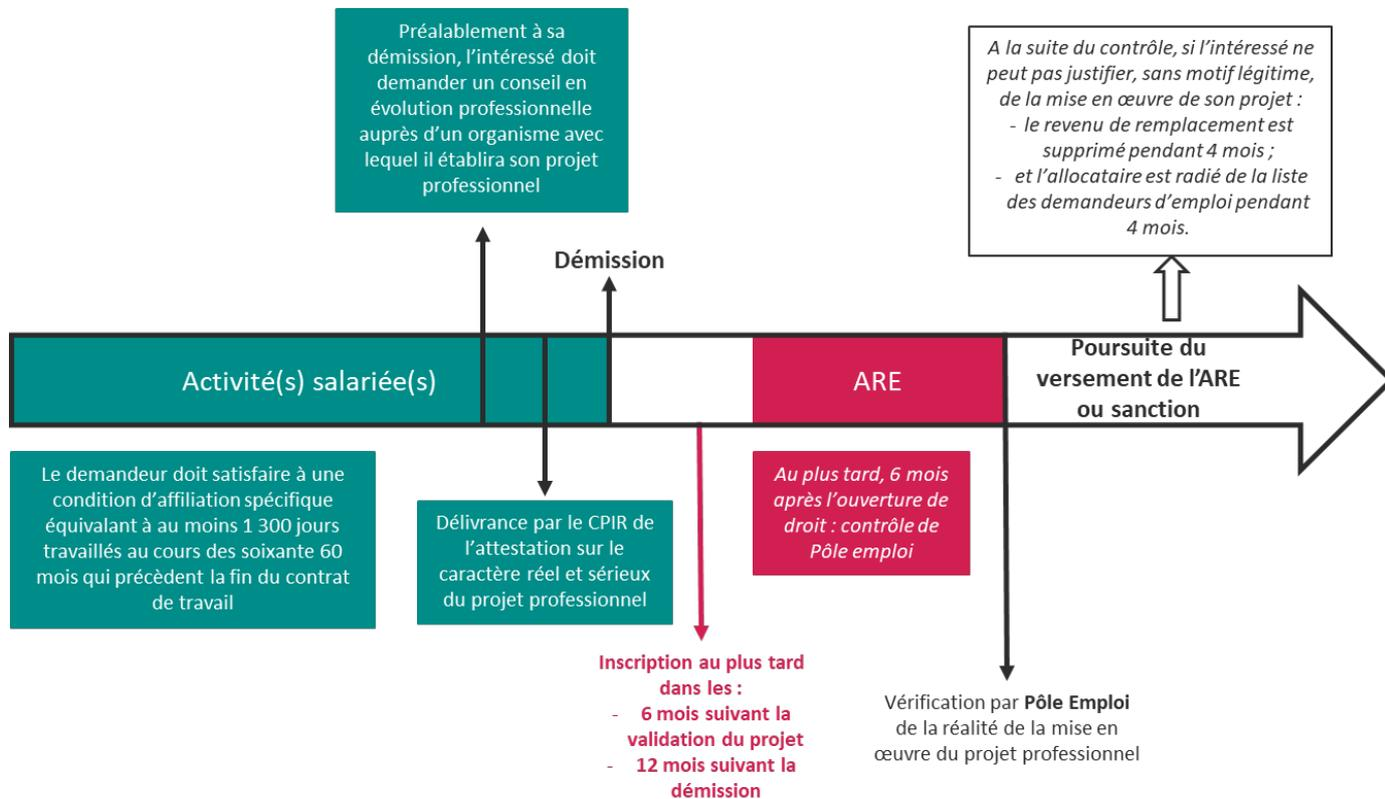 Préalablement à sa
démission, l’intéressé doit
demander un conseil en
évolution professionnelle
auprès d’un organisme avec
lequel il établira son projet
professionnel
A la suite du contrôle, si l’intéressé ne
peut pas justifier, sans motif légitime,
de la mise en œuvre de son projet :
- le revenu de remplacement est
supprimé pendant 4 mois ;
- et l’allocataire est radié de la liste
des demandeurs d’emploi pendant
4 mois.
Démission
Activité(s) salariée(s)
ARE
Poursuite du
versement de l’ARE
ou sanction
Le demandeur doit satisfaire à une
condition d’affiliation spécifique
équivalant à au moins 1 300 jours
travaillés au cours des soixante 60
mois qui précèdent la fin du contrat
de travail
Délivrance par le CPIR de
l’attestation sur le
caractère réel et sérieux
du projet professionnel
Au plus tard, 6 mois
après l’ouverture de
droit : contrôle de
Pôle emploi
Inscription au plus tard
dans les :
- 6 mois suivant la
validation du projet
- 12 mois suivant la
démission
Vérification par Pôle Emploi
de la réalité de la mise en
œuvre du projet professionnel